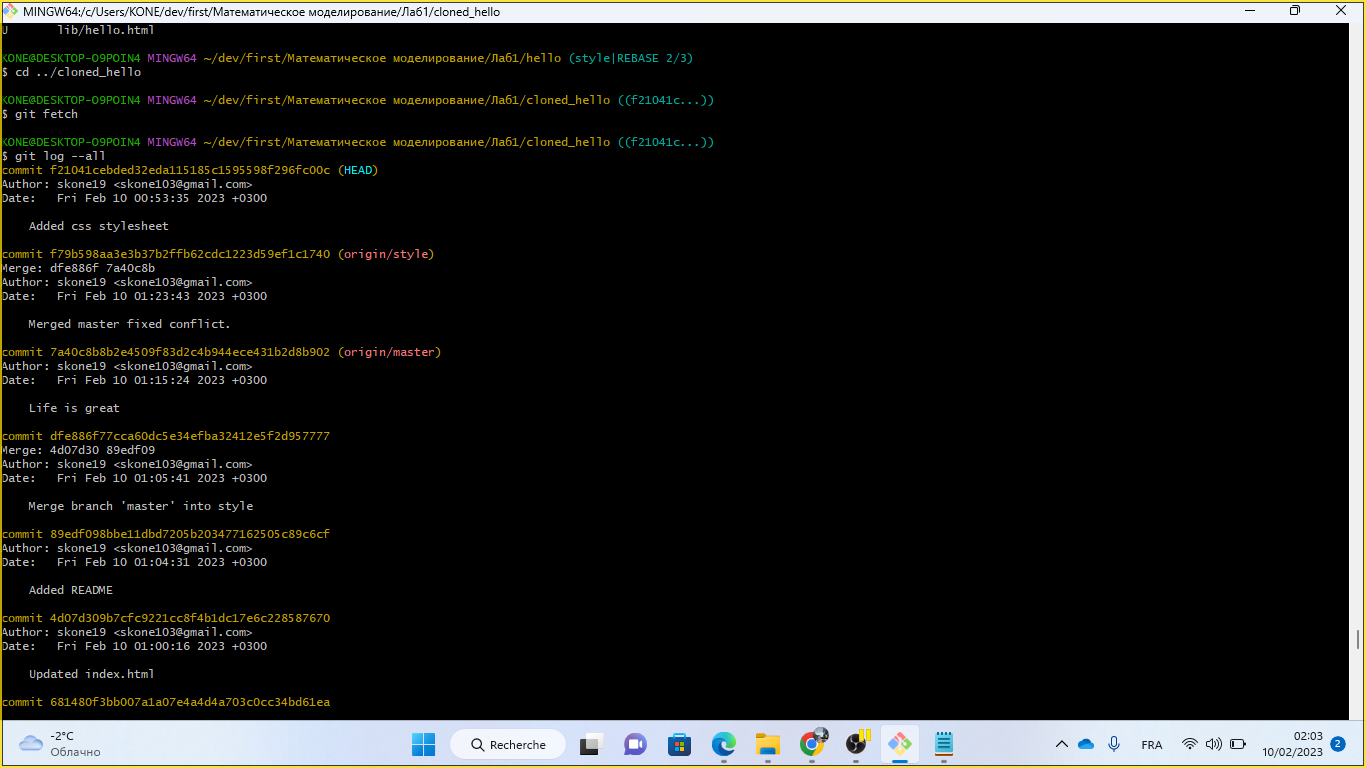 MINGW64:/c/Users/KONE/dev/first/Математическое моделирование/Лаб1/cloned_hello
U       lib/hello.html
KONE@DESKTOP-O9POIN4 MINGW64 ~/dev/first/Математическое моделирование/Лаб1/hello (style|REBASE 2/3)
$ cd ../cloned_hello
KONE@DESKTOP-O9POIN4 MINGW64 ~/dev/first/Математическое моделирование/Лаб1/cloned_hello ((f21041c...))
$ git fetch
KONE@DESKTOP-O9POIN4 MINGW64 ~/dev/first/Математическое моделирование/Лаб1/cloned_hello ((f21041c...))
$ git log --all
commit f21041cebded32eda115185c1595598f296fc00c (HEAD)
Author: skone19 <skone103@gmail.com>
Date:   Fri Feb 10 00:53:35 2023 +0300
    Added css stylesheet
commit f79b598aa3e3b37b2ffb62cdc1223d59ef1c1740 (origin/style)
Merge: dfe886f 7a40c8b
Author: skone19 <skone103@gmail.com>
Date:   Fri Feb 10 01:23:43 2023 +0300
    Merged master fixed conflict.
commit 7a40c8b8b2e4509f83d2c4b944ece431b2d8b902 (origin/master)
Author: skone19 <skone103@gmail.com>
Date:   Fri Feb 10 01:15:24 2023 +0300
    Life is great
commit dfe886f77cca60dc5e34efba32412e5f2d957777
Merge: 4d07d30 89edf09
Author: skone19 <skone103@gmail.com>
Date:   Fri Feb 10 01:05:41 2023 +0300
    Merge branch 'master' into style
commit 89edf098bbe11dbd7205b203477162505c89c6cf
Author: skone19 <skone103@gmail.com>
Date:   Fri Feb 10 01:04:31 2023 +0300
    Added README
commit 4d07d309b7cfc9221cc8f4b1dc17e6c228587670
Author: skone19 <skone103@gmail.com>
Date:   Fri Feb 10 01:00:16 2023 +0300
    Updated index.html
commit 681480f3bb007a1a07e4a4d4a703c0cc34bd61ea
-2°C
Облачно
Recherche
FRA
02:03
10/02/2023
2